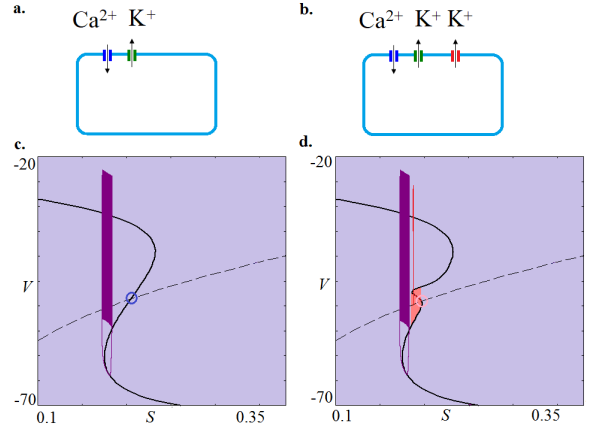 a.
b.
Ca²⁺ K⁺
Ca²⁺ K⁺ K⁺
c.
d.
-20
V
-70
0.1 S 0.35
-20
V
-70
0.1 S 0.35